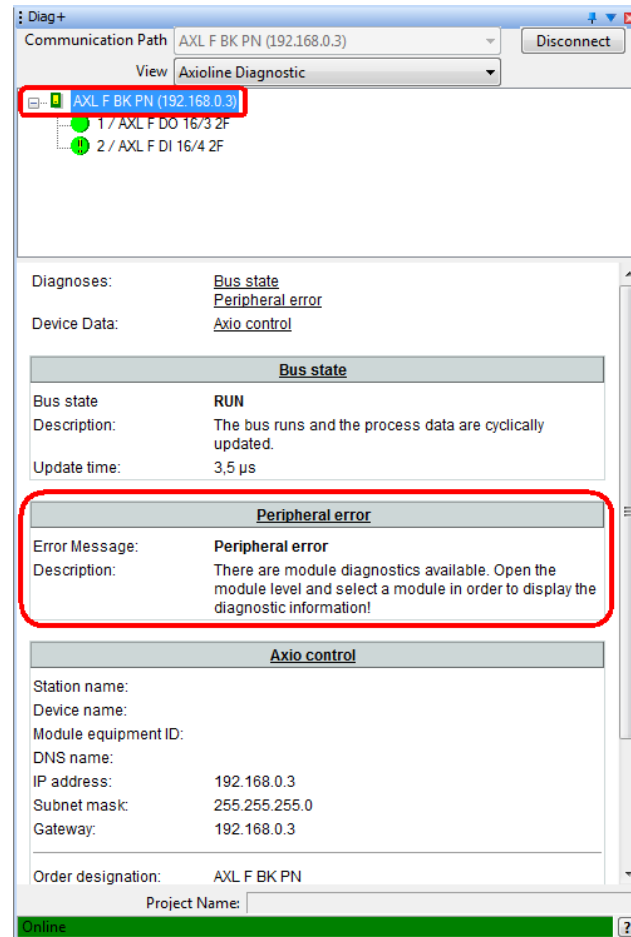 Diag+
Communication Path AXL F BK PN (192.168.0.3) Disconnect
View Axioline Diagnostic
AXL F BK PN (192.168.0.3)
1 / AXL F DO 16/3 2F
!! 2 / AXL F DI 16/4 2F
Diagnoses: Bus state
Peripheral error
Device Data: Axio control
Bus state
Bus state RUN
Description: The bus runs and the process data are cyclically
updated.
Update time: 3,5 µs
Peripheral error
Error Message: Peripheral error
Description: There are module diagnostics available. Open the
module level and select a module in order to display the
diagnostic information!
Axio control
Station name:
Device name:
Module equipment ID:
DNS name:
IP address: 192.168.0.3
Subnet mask: 255.255.255.0
Gateway: 192.168.0.3
Order designation: AXL F BK PN
Project Name:
Online ?